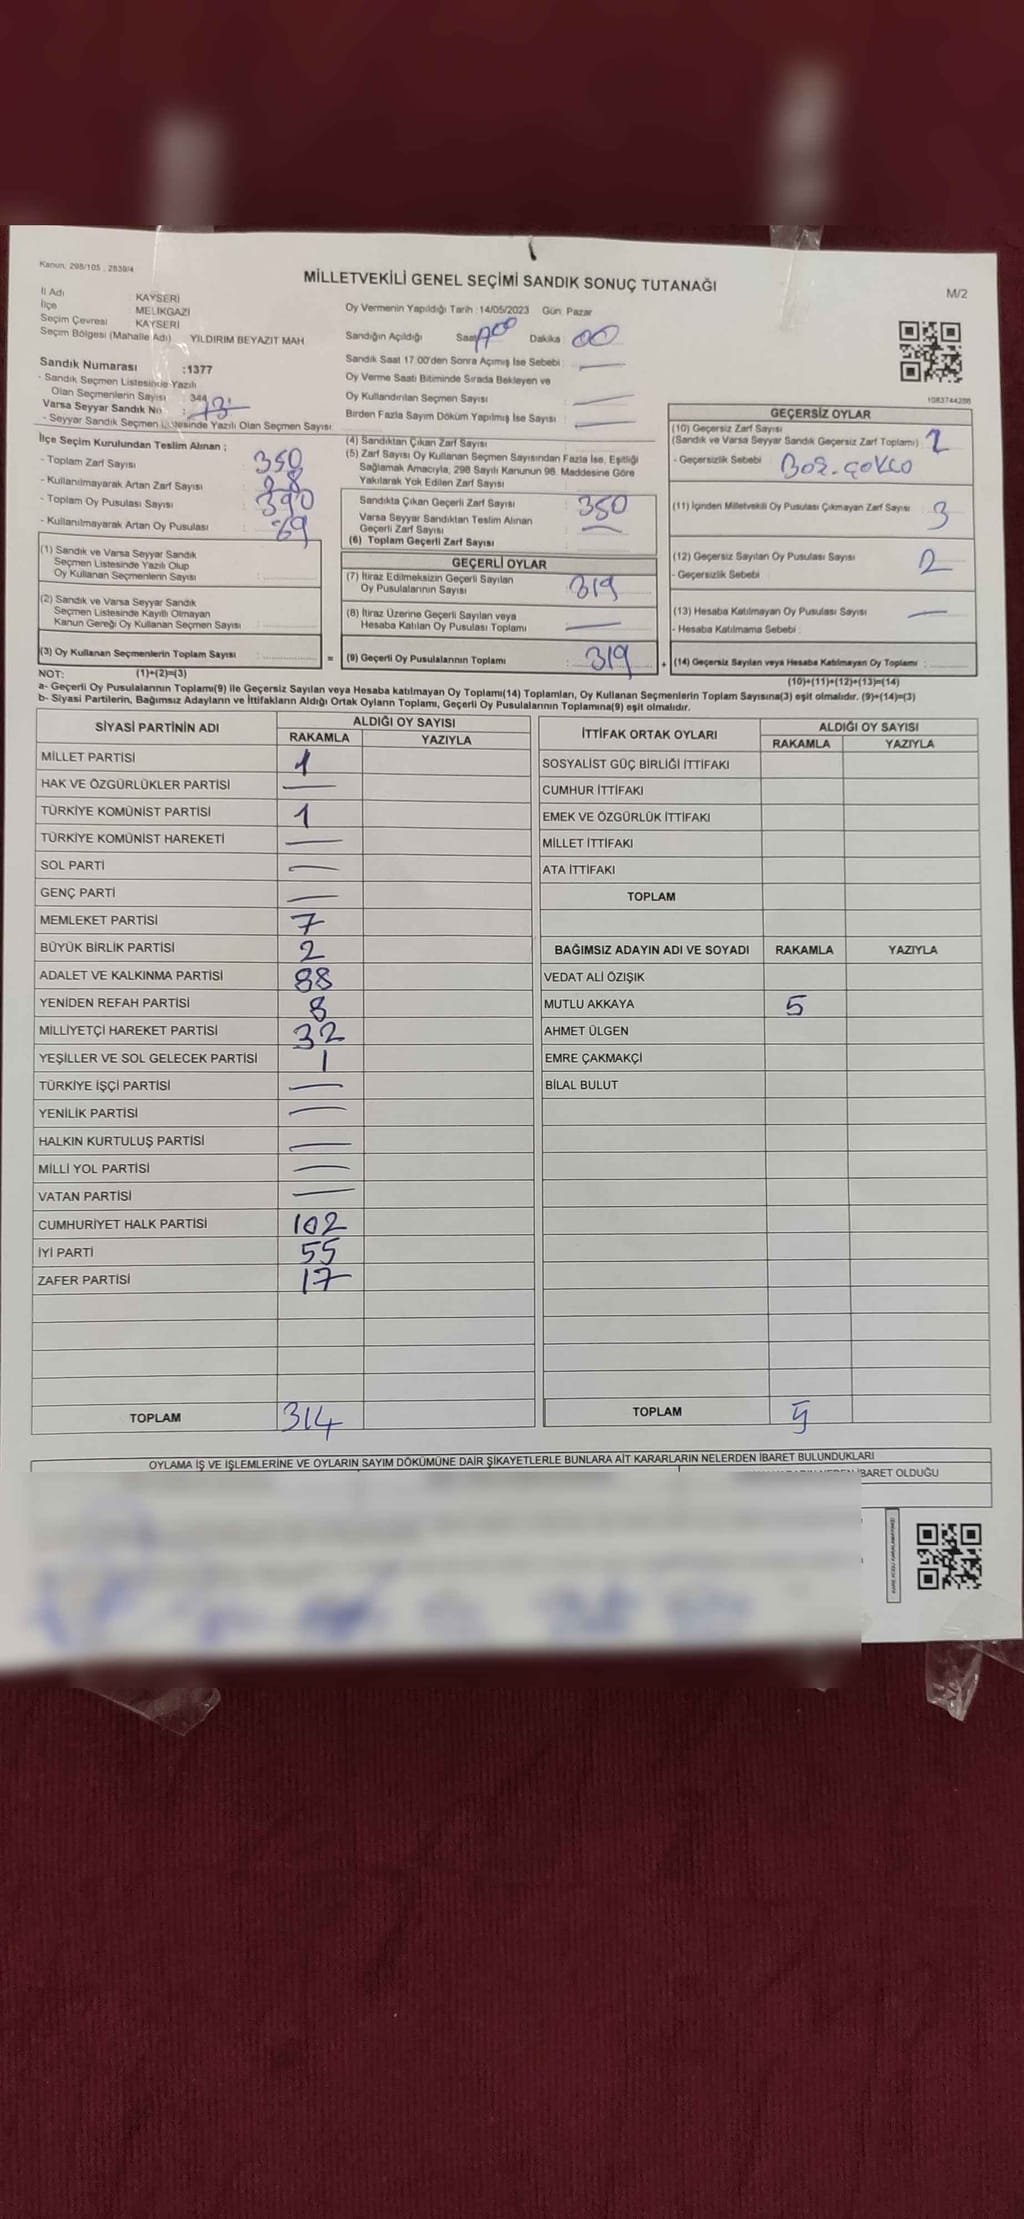 Kanun, 298/105 , 2839/4
MİLLETVEKİLİ GENEL SEÇİMİ SANDIK SONUÇ TUTANAĞI
M/2
İl Adı : KAYSERİ
İlçe : MELİKGAZİ
Seçim Çevresi : KAYSERİ
Seçim Bölgesi (Mahalle Adı) : YILDIRIM BEYAZIT MAH.
Sandık Numarası :1377
- Sandık Seçmen Listesinde Yazılı
Olan Seçmenlerin Sayısı : 344
Varsa Seyyar Sandık No :
- Seyyar Sandık Seçmen Listesinde Yazılı Olan Seçmen Sayısı :
Oy Vermenin Yapıldığı Tarih : 14/05/2023 Gün: Pazar
Sandığın Açıldığı Saat Dakika : 00
Sandık Saat 17:00'den Sonra Açımış İse Sebebi : —
Oy Verme Saati Bitiminde Sırada Bekleyen ve
Oy Kullandırılan Seçmen Sayısı : —
Birden Fazla Sayım Döküm Yapılmış İse Sayısı : —
1083744288
İlçe Seçim Kurulundan Teslim Alınan ;
- Toplam Zarf Sayısı : 350
- Kullanılmayarak Artan Zarf Sayısı :
- Toplam Oy Pusulası Sayısı : 390
- Kullanılmayarak Artan Oy Pusulası :
(1) Sandık ve Varsa Seyyar Sandık
Seçmen Listesinde Yazılı Olup
Oy Kullanan Seçmenlerin Sayısı :
(2) Sandık ve Varsa Seyyar Sandık
Seçmen Listesinde Kayıtlı Olmayan
Kanun Gereği Oy Kullanan Seçmen Sayısı :
(3) Oy Kullanan Seçmenlerin Toplam Sayısı :
(4) Sandıktan Çıkan Zarf Sayısı :
(5) Zarf Sayısı Oy Kullanan Seçmen Sayısından Fazla İse, Eşitliği
Sağlamak Amacıyla, 298 Sayılı Kanunun 98. Maddesine Göre
Yakılarak Yok Edilen Zarf Sayısı :
Sandıkta Çıkan Geçerli Zarf Sayısı : 350
Varsa Seyyar Sandıktan Teslim Alınan
Geçerli Zarf Sayısı : —
(6) Toplam Geçerli Zarf Sayısı :
GEÇERLİ OYLAR
(7) İtiraz Edilmeksizin Geçerli Sayılan
Oy Pusulalarının Sayısı : 319
(8) İtiraz Üzerine Geçerli Sayılan veya
Hesaba Katılan Oy Pusulası Toplamı : —
= (9) Geçerli Oy Pusulalarının Toplamı : 319
GEÇERSİZ OYLAR
(10) Geçersiz Zarf Sayısı
(Sandık ve Varsa Seyyar Sandık Geçersiz Zarf Toplamı) :
- Geçersizlik Sebebi :
(11) İçinden Milletvekili Oy Pusulası Çıkmayan Zarf Sayısı : 3
(12) Geçersiz Sayılan Oy Pusulası Sayısı : 2
- Geçersizlik Sebebi :
(13) Hesaba Katılmayan Oy Pusulası Sayısı : —
- Hesaba Katılmama Sebebi :
+ (14) Geçersiz Sayılan veya Hesaba Katılmayan Oy Toplamı :
NOT: (1)+(2)=(3)
(10)+(11)+(12)+(13)=(14)
a- Geçerli Oy Pusulalarının Toplamı(9) ile Geçersiz Sayılan veya Hesaba katılmayan Oy Toplamı(14) Toplamları, Oy Kullanan Seçmenlerin Toplam Sayısına(3) eşit olmalıdır. (9)+(14)=(3)
b- Siyasi Partilerin, Bağımsız Adayların ve İttifakların Aldığı Ortak Oyların Toplamı, Geçerli Oy Pusulalarının Toplamına(9) eşit olmalıdır.
SİYASİ PARTİNİN ADI ALDIĞI OY SAYISI
RAKAMLA YAZIYLA
MİLLET PARTİSİ 1
HAK VE ÖZGÜRLÜKLER PARTİSİ —
TÜRKİYE KOMÜNİST PARTİSİ 1
TÜRKİYE KOMÜNİST HAREKETİ —
SOL PARTİ —
GENÇ PARTİ —
MEMLEKET PARTİSİ 7
BÜYÜK BİRLİK PARTİSİ 2
ADALET VE KALKINMA PARTİSİ 88
YENİDEN REFAH PARTİSİ 8
MİLLİYETÇİ HAREKET PARTİSİ 32
YEŞİLLER VE SOL GELECEK PARTİSİ 1
TÜRKİYE İŞÇİ PARTİSİ —
YENİLİK PARTİSİ —
HALKIN KURTULUŞ PARTİSİ —
MİLLİ YOL PARTİSİ —
VATAN PARTİSİ —
CUMHURİYET HALK PARTİSİ 102
İYİ PARTİ 55
ZAFER PARTİSİ 17
TOPLAM 314
İTTİFAK ORTAK OYLARI ALDIĞI OY SAYISI
RAKAMLA YAZIYLA
SOSYALİST GÜÇ BİRLİĞİ İTTİFAKI
CUMHUR İTTİFAKI
EMEK VE ÖZGÜRLÜK İTTİFAKI
MİLLET İTTİFAKI
ATA İTTİFAKI
TOPLAM
BAĞIMSIZ ADAYIN ADI VE SOYADI RAKAMLA YAZIYLA
VEDAT ALİ ÖZIŞIK
MUTLU AKKAYA 5
AHMET ÜLGEN
EMRE ÇAKMAKÇİ
BİLAL BULUT
TOPLAM 5
OYLAMA İŞ VE İŞLEMLERİNE VE OYLARIN SAYIM DÖKÜMÜNE DAİR ŞİKAYETLERLE BUNLARA AİT KARARLARIN NELERDEN İBARET BULUNDUKLARI
İBARET OLDUĞU